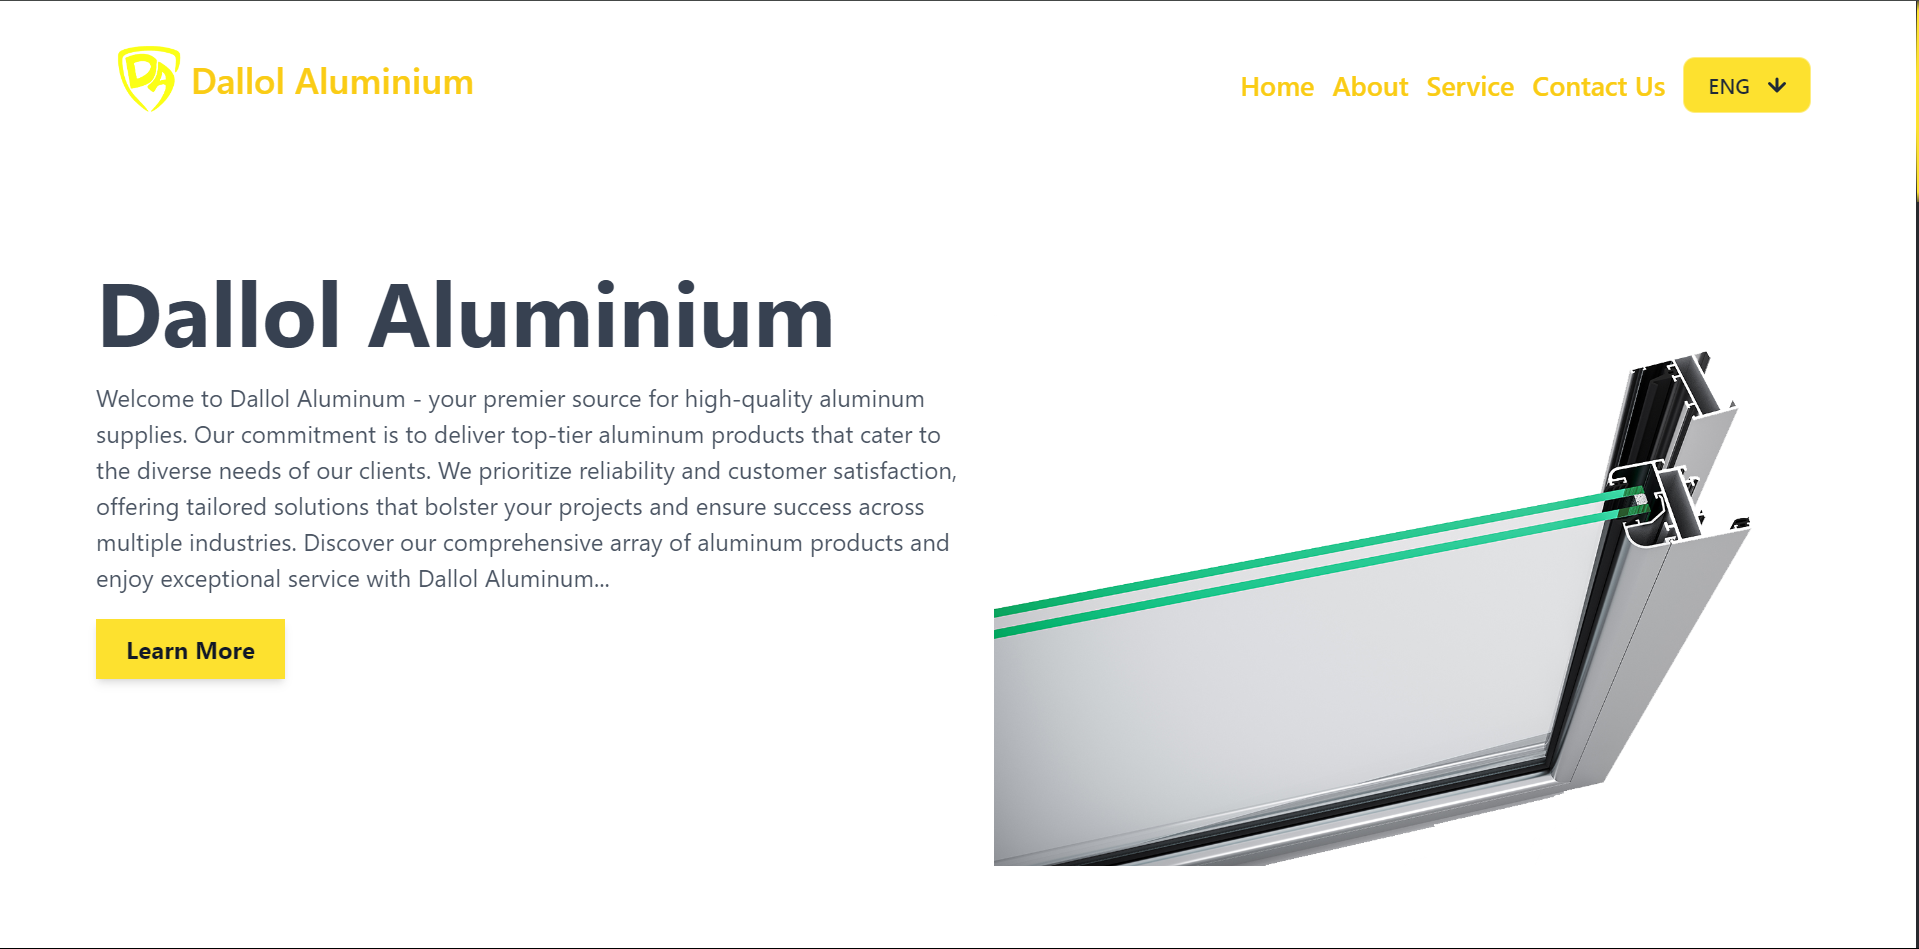 DA
Dallol Aluminium
Home About Service Contact Us ENG
Dallol Aluminium
Welcome to Dallol Aluminum - your premier source for high-quality aluminum
supplies. Our commitment is to deliver top-tier aluminum products that cater to
the diverse needs of our clients. We prioritize reliability and customer satisfaction,
offering tailored solutions that bolster your projects and ensure success across
multiple industries. Discover our comprehensive array of aluminum products and
enjoy exceptional service with Dallol Aluminum...
Learn More